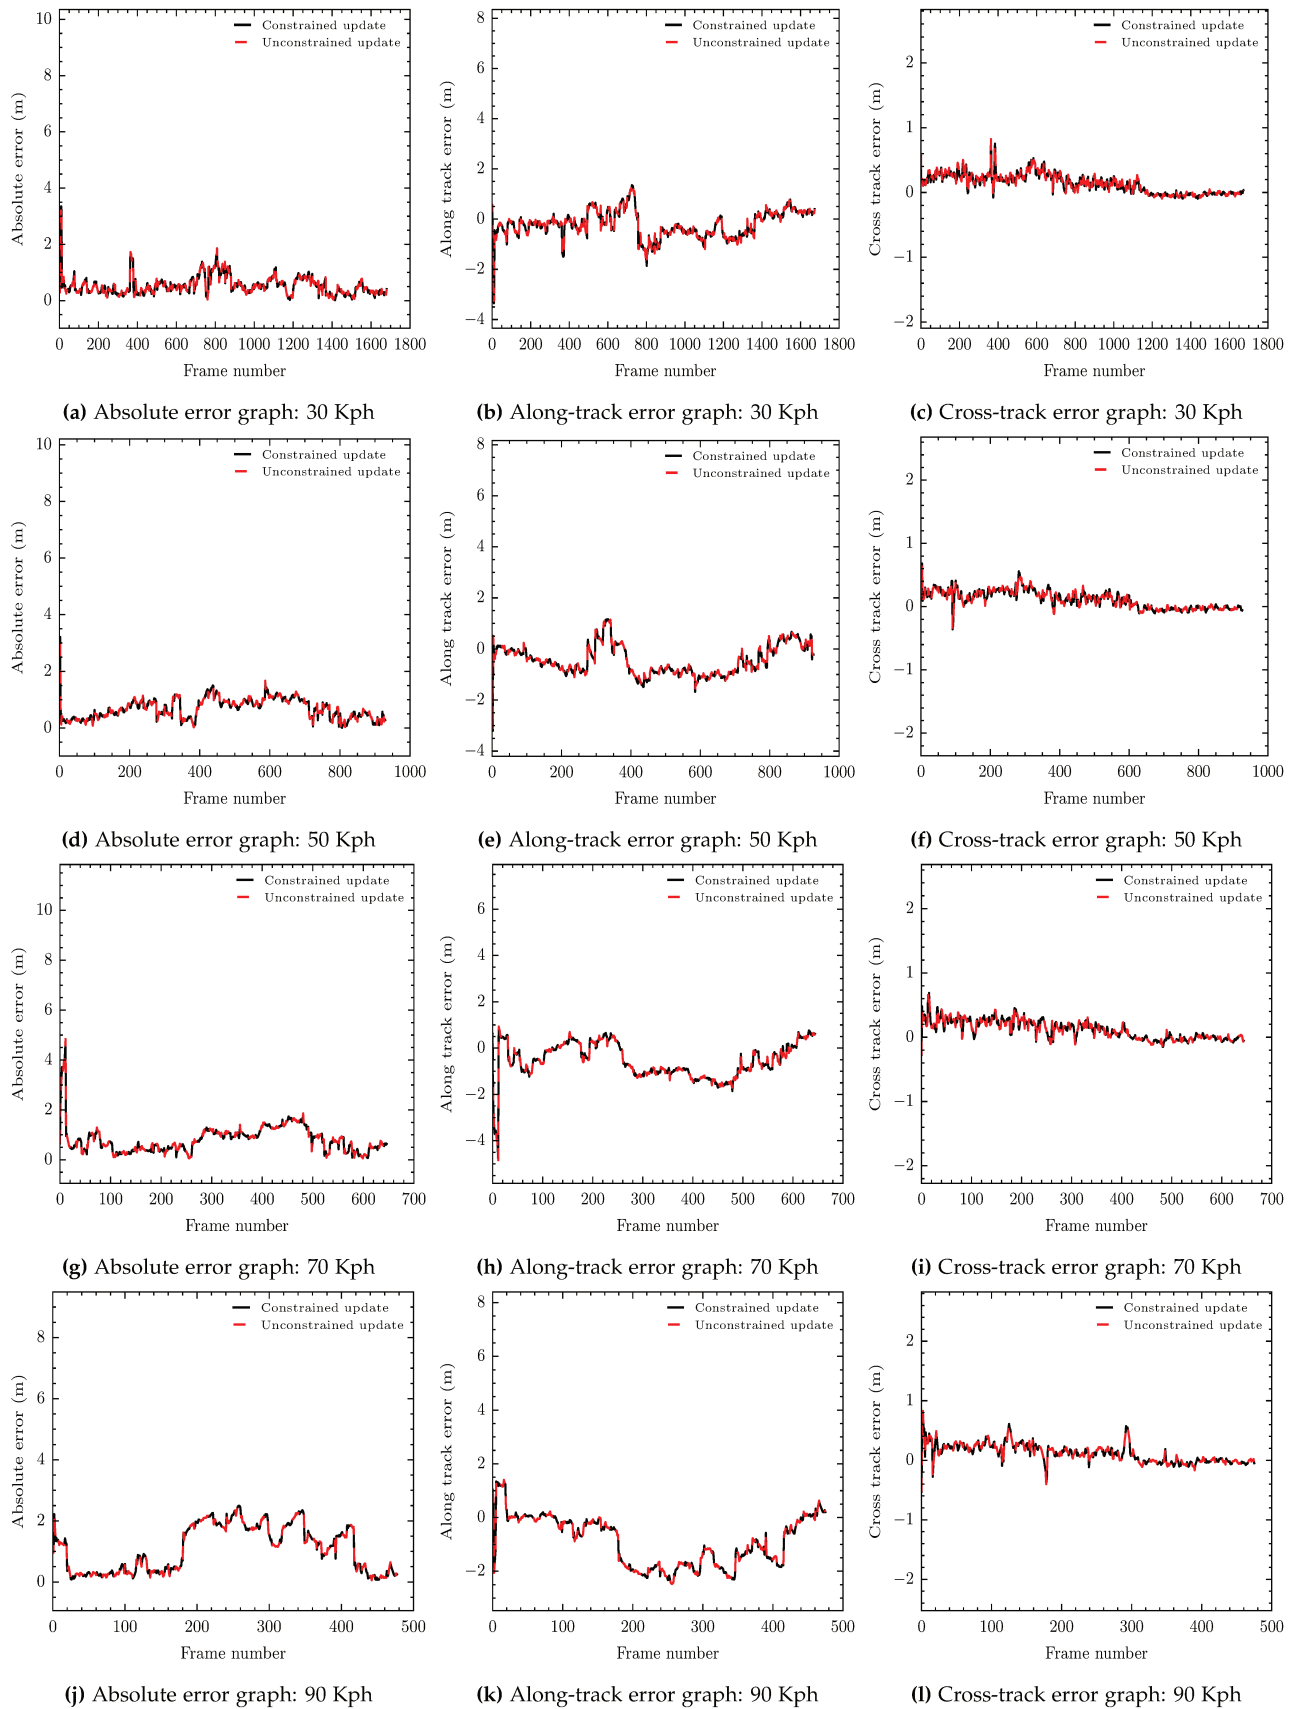 Absolute error (m)
10
8
6
4
2
0
0 200 400 600 800 1000 1200 1400 1600 1800
Frame number
Constrained update
Unconstrained update
(a) Absolute error graph: 30 Kph
Along track error (m)
8
6
4
2
0
−2
−4
0 200 400 600 800 1000 1200 1400 1600 1800
Frame number
Constrained update
Unconstrained update
(b) Along-track error graph: 30 Kph
Cross track error (m)
2
1
0
−1
−2
0 200 400 600 800 1000 1200 1400 1600 1800
Frame number
Constrained update
Unconstrained update
(c) Cross-track error graph: 30 Kph
Absolute error (m)
10
8
6
4
2
0
0 200 400 600 800 1000
Frame number
Constrained update
Unconstrained update
(d) Absolute error graph: 50 Kph
Along track error (m)
8
6
4
2
0
−2
−4
0 200 400 600 800 1000
Frame number
Constrained update
Unconstrained update
(e) Along-track error graph: 50 Kph
Cross track error (m)
2
1
0
−1
−2
0 200 400 600 800 1000
Frame number
Constrained update
Unconstrained update
(f) Cross-track error graph: 50 Kph
Absolute error (m)
10
8
6
4
2
0
0 100 200 300 400 500 600 700
Frame number
Constrained update
Unconstrained update
(g) Absolute error graph: 70 Kph
Along track error (m)
6
4
2
0
−2
−4
0 100 200 300 400 500 600 700
Frame number
Constrained update
Unconstrained update
(h) Along-track error graph: 70 Kph
Cross track error (m)
2
1
0
−1
−2
0 100 200 300 400 500 600 700
Frame number
Constrained update
Unconstrained update
(i) Cross-track error graph: 70 Kph
Absolute error (m)
8
6
4
2
0
0 100 200 300 400 500
Frame number
Constrained update
Unconstrained update
(j) Absolute error graph: 90 Kph
Along track error (m)
8
6
4
2
0
−2
0 100 200 300 400 500
Frame number
Constrained update
Unconstrained update
(k) Along-track error graph: 90 Kph
Cross track error (m)
2
1
0
−1
−2
0 100 200 300 400 500
Frame number
Constrained update
Unconstrained update
(l) Cross-track error graph: 90 Kph